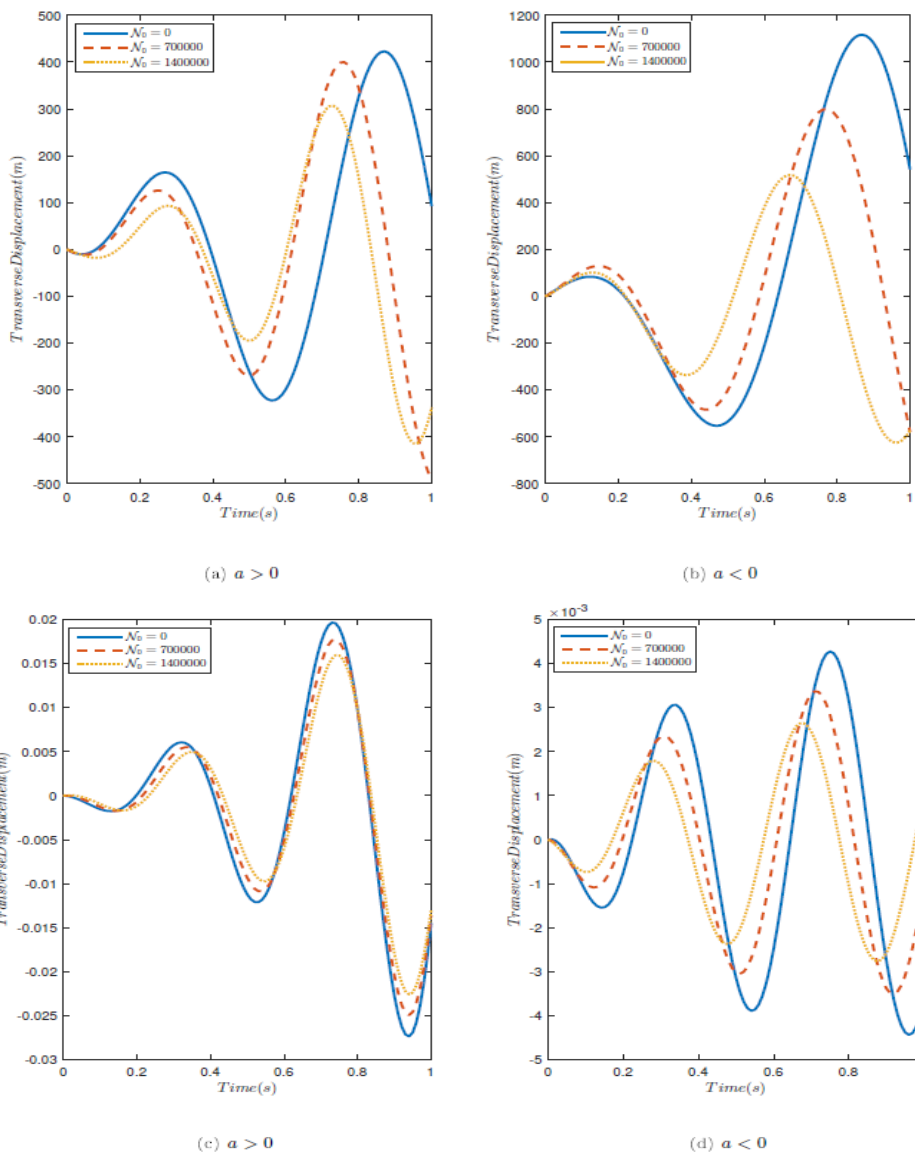 500
400
300
200
100
0
-100
-200
-300
-400
-500
TransverseDisplacement(m)
𝒩₀ = 0
𝒩₀ = 700000
𝒩₀ = 1400000
0 0.2 0.4 0.6 0.8 1
Time(s)
(a) a > 0
1200
1000
800
600
400
200
0
-200
-400
-600
-800
TransverseDisplacement(m)
𝒩₀ = 0
𝒩₀ = 700000
𝒩₀ = 1400000
0 0.2 0.4 0.6 0.8 1
Time(s)
(b) a < 0
0.02
0.015
0.01
0.005
0
-0.005
-0.01
-0.015
-0.02
-0.025
-0.03
TransverseDisplacement(m)
𝒩₀ = 0
𝒩₀ = 700000
𝒩₀ = 1400000
0 0.2 0.4 0.6 0.8 1
Time(s)
(c) a > 0
× 10⁻³
5
4
3
2
1
0
-1
-2
-3
-4
-5
TransverseDisplacement(m)
𝒩₀ = 0
𝒩₀ = 700000
𝒩₀ = 1400000
0 0.2 0.4 0.6 0.8
Time(s)
(d) a < 0